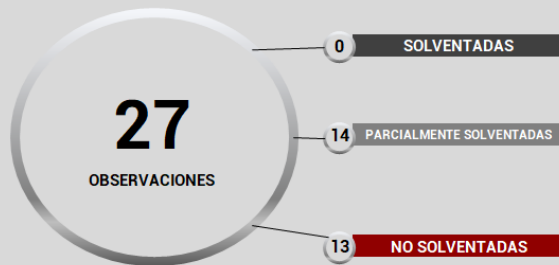 27
OBSERVACIONES
0 SOLVENTADAS
14 PARCIALMENTE SOLVENTADAS
13 NO SOLVENTADAS